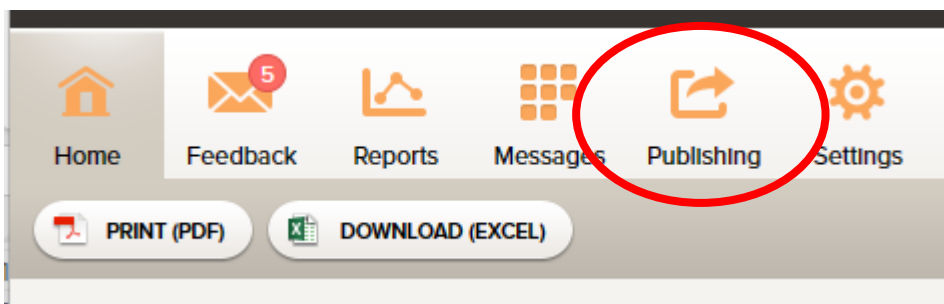 5
Home Feedback Reports Messages Publishing Settings
PRINT (PDF) DOWNLOAD (EXCEL)